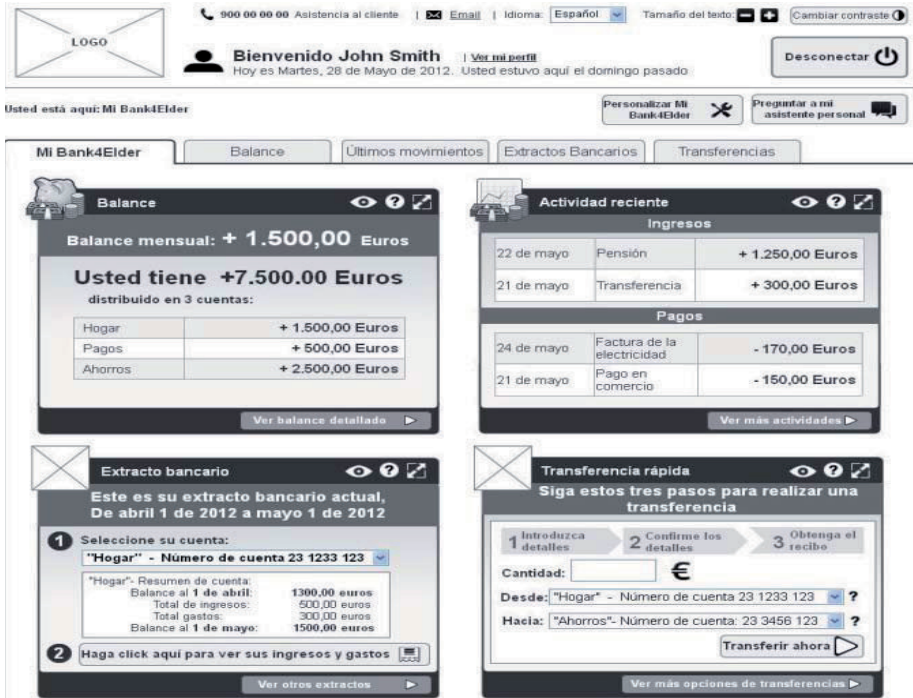 900 00 00 00 Asistencia al cliente | Email | Idioma: Español Tamaño del texto: Cambiar contraste
LOGO
Bienvenido John Smith | Ver mi perfil
Hoy es Martes, 28 de Mayo de 2012. Usted estuvo aquí el domingo pasado
Desconectar
Usted está aquí: Mi Bank4Elder
Personalizar Mi
Bank4Elder
Preguntar a mi
asistente personal
Mi Bank4Elder Balance Últimos movimientos Extractos Bancarios Transferencias
Balance
Balance mensual: + 1.500,00 Euros
Usted tiene +7.500.00 Euros
distribuido en 3 cuentas:
Hogar + 1.500,00 Euros
Pagos + 500,00 Euros
Ahorros + 2.500,00 Euros
Ver balance detallado
Actividad reciente
Ingresos
22 de mayo Pensión + 1.250,00 Euros
21 de mayo Transferencia + 300,00 Euros
Pagos
24 de mayo Factura de la
electricidad - 170,00 Euros
21 de mayo Pago en
comercio - 150,00 Euros
Ver más actividades
Extracto bancario
Este es su extracto bancario actual,
De abril 1 de 2012 a mayo 1 de 2012
1 Seleccione su cuenta:
"Hogar" - Número de cuenta 23 1233 123
"Hogar"- Resumen de cuenta:
Balance al 1 de abril: 1300,00 euros
Total de ingresos: 500,00 euros
Total gastos: 300,00 euros
Balance al 1 de mayo: 1500,00 euros
2 Haga click aquí para ver sus ingresos y gastos
Ver otros extractos
Transferencia rápida
Siga estos tres pasos para realizar una
transferencia
1 Introduzca
detalles
2 Confirme los
detalles
3 Obtenga el
recibo
Cantidad: €
Desde: "Hogar" - Número de cuenta 23 1233 123 ?
Hacia: "Ahorros"- Número de cuenta: 23 3456 123 ?
Transferir ahora
Ver más opciones de transferencias